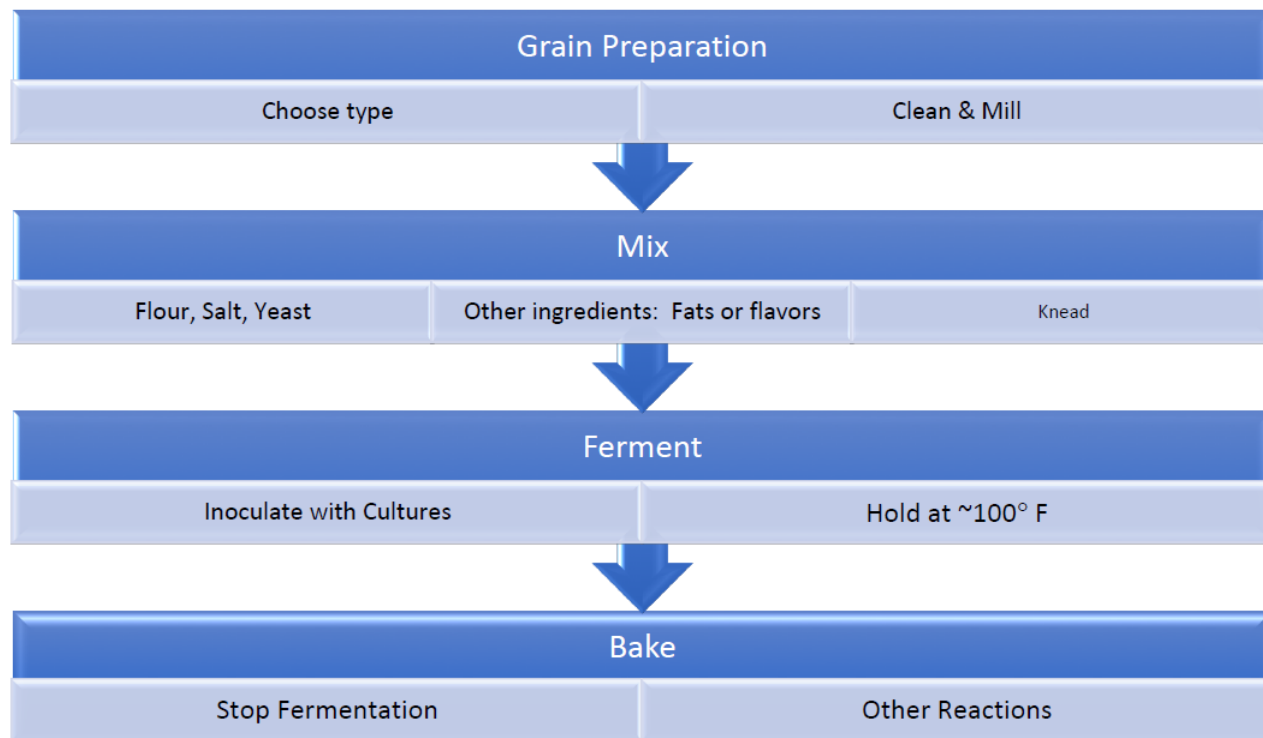 Grain Preparation
Choose type
Clean & Mill
Mix
Flour, Salt, Yeast
Other ingredients:  Fats or flavors
Knead
Ferment
Inoculate with Cultures
Hold at ~100° F
Bake
Stop Fermentation
Other Reactions